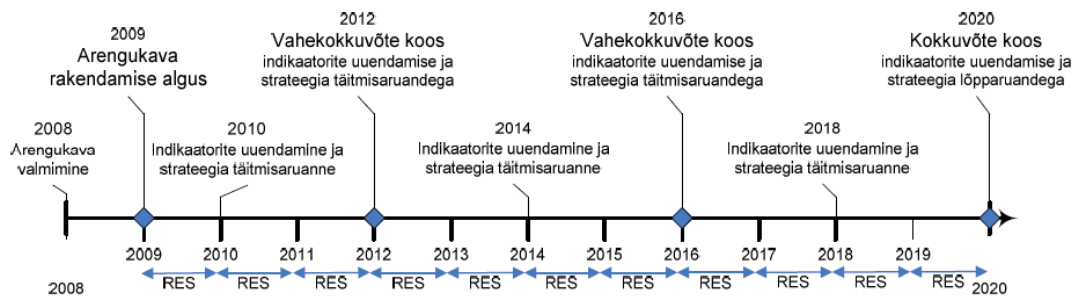 2009
Arengukava
rakendamise algus
2012
Vahekokkuvõte koos
indikaatorite uuendamise ja
strateegia täitmisaruandega
2016
Vahekokkuvõte koos
indikaatorite uuendamise ja
strateegia täitmisaruandega
2020
Kokkuvõte koos
indikaatorite uuendamise ja
strateegia lõpparuandega
2008
Arengukava
valmimine
2010
Indikaatorite uuendamine ja
strateegia täitmisaruanne
2014
Indikaatorite uuendamine ja
strateegia täitmisaruanne
2018
Indikaatorite uuendamine ja
strateegia täitmisaruanne
2009 2010 2011 2012 2013 2014 2015 2016 2017 2018 2019
RES RES RES RES RES RES RES RES RES RES RES
2008 2020